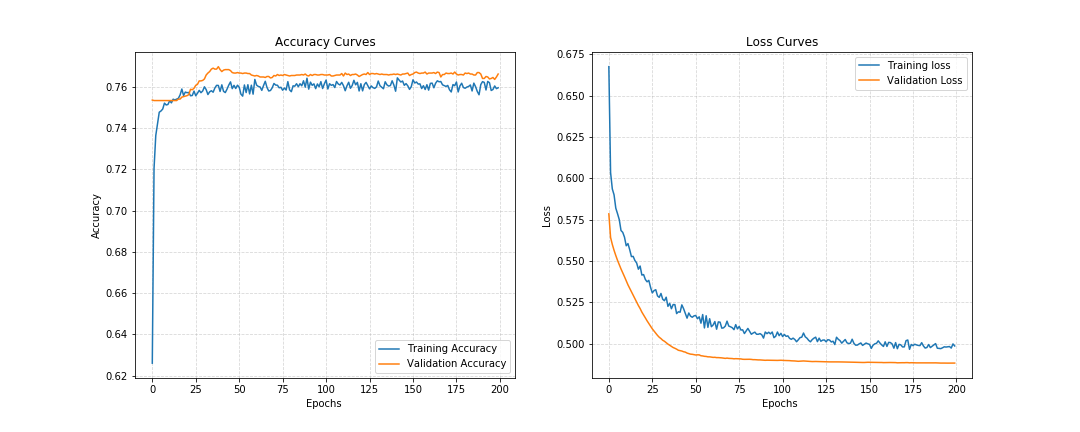 Accuracy Curves
0.76
0.74
0.72
0.70
0.68
0.66
0.64
0.62
Accuracy
0 25 50 75 100 125 150 175 200
Epochs
Training Accuracy
Validation Accuracy
Loss Curves
0.675
0.650
0.625
0.600
0.575
0.550
0.525
0.500
Loss
0 25 50 75 100 125 150 175 200
Epochs
Training loss
Validation Loss